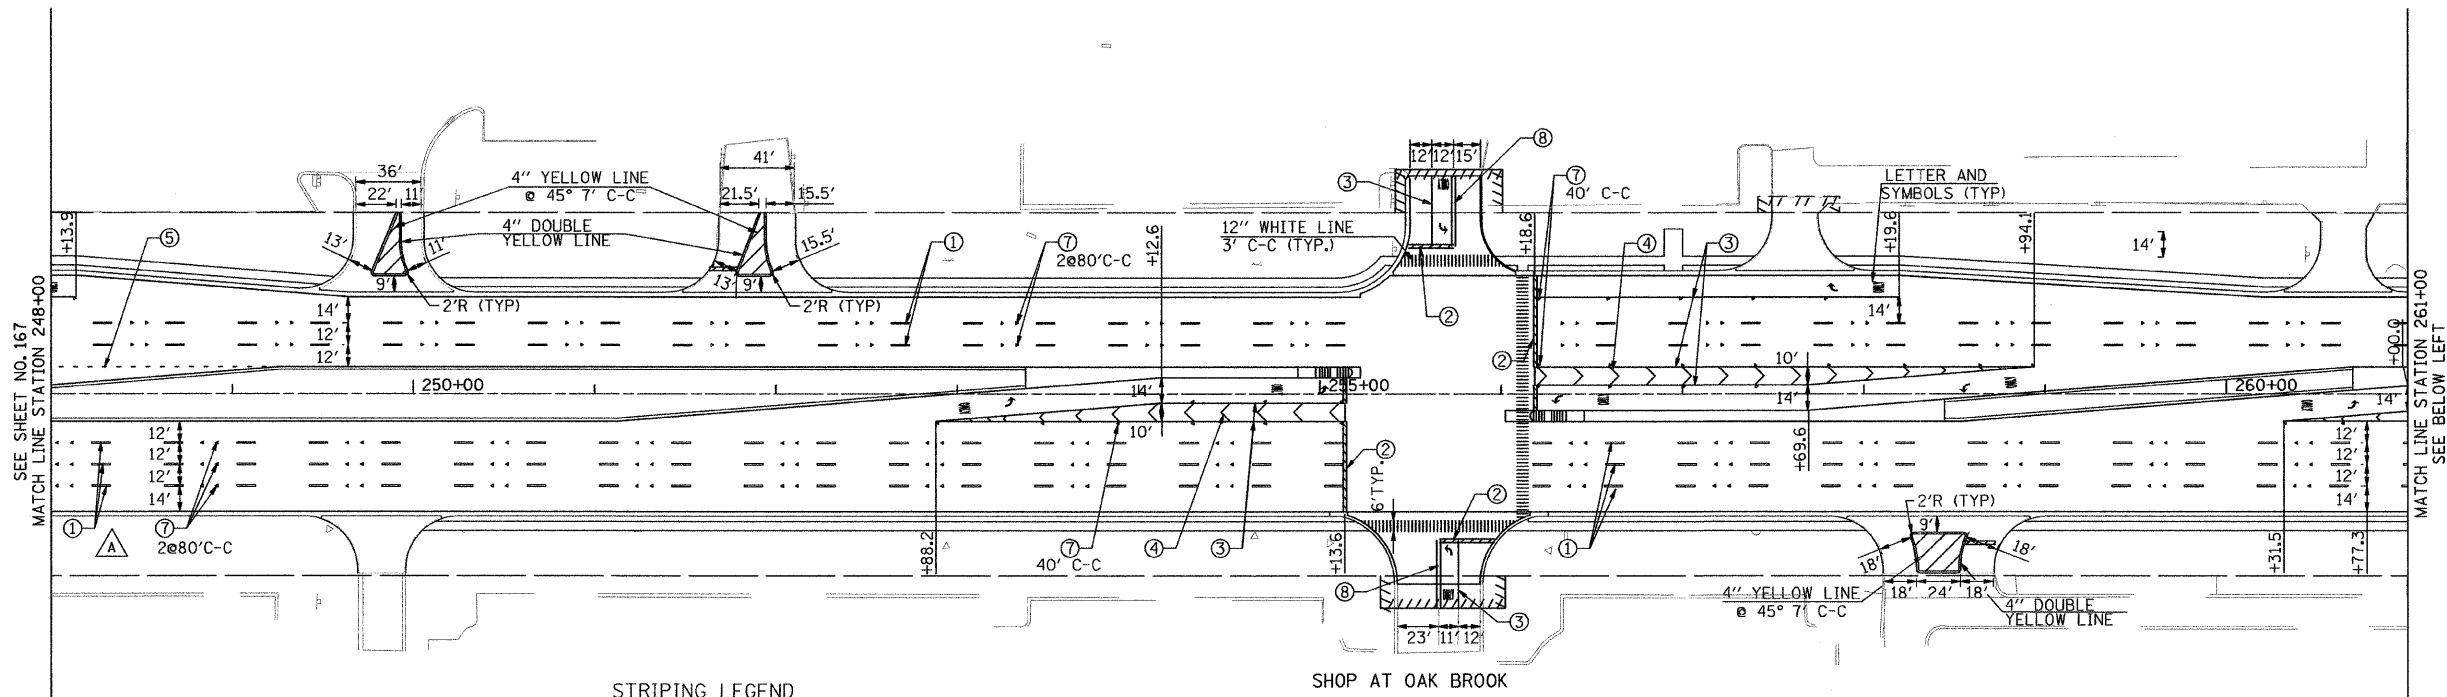 12' 12' 15'
⑧
41'
36'
4'' YELLOW LINE
@ 45° 7' C-C
③
⑦
40' C-C
LETTER AND
SYMBOLS (TYP)
22' 11'
21.5' 15.5'
+13.9
4'' DOUBLE
YELLOW LINE
12'' WHITE LINE
3' C-C (TYP.)
+12.6
+18.6
+19.6
+94.1
14'
⑤
13' 11'
15.5'
①
⑦
2@80'C-C
④
③
13'
9'
9'
2'R (TYP)
2'R (TYP)
②
14'
14'
12'
12'
②
+00.0
SEE SHEET NO. 167
MATCH LINE STATION 248+00
MATCH LINE STATION 261+00
SEE BELOW LEFT
250+00
255+00
260+00
14'
10'
10'
14'
14'
+69.6
12'
12'
12'
14'
12'
12'
12'
14'
②
6'TYP.
②
①
A
⑦
2@80'C-C
+88.2
⑦
40' C-C
④
③
+13.6
①
2'R (TYP)
9'
18'
18'
+31.5
+77.3
⑧
③
23' 11' 12'
4'' YELLOW LINE
@ 45° 7' C-C
18' 24' 18'
4'' DOUBLE
YELLOW LINE
STRIPING LEGEND
SHOP AT OAK BROOK